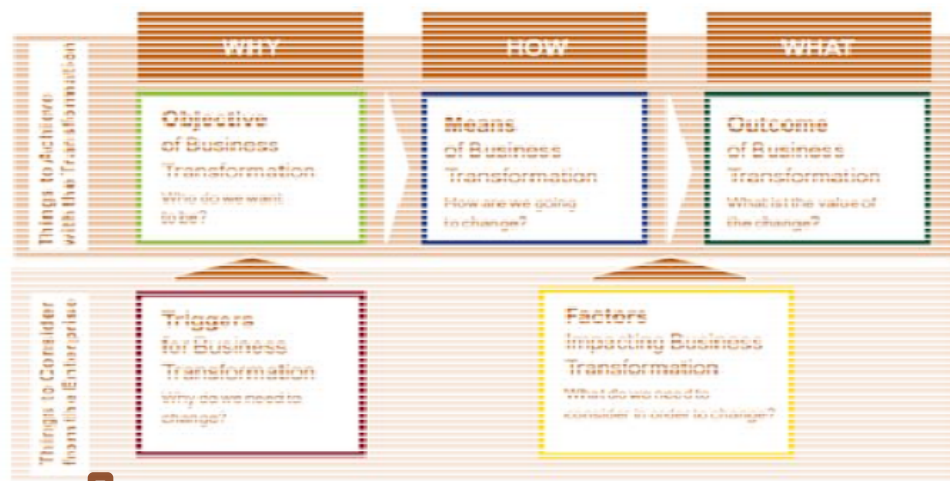 WHY
HOW
WHAT
Things to Achieve
with the Transformation
Objective
of Business
Transformation
Who do we want
to be?
Means
of Business
Transformation
How are we going
to change?
Outcome
of Business
Transformation
What is the value of
the change?
Things to Consider
from the Enterprise
Triggers
for Business
Transformation
Why do we need to
change?
Factors
Impacting Business
Transformation
What do we need to
consider in order to change?